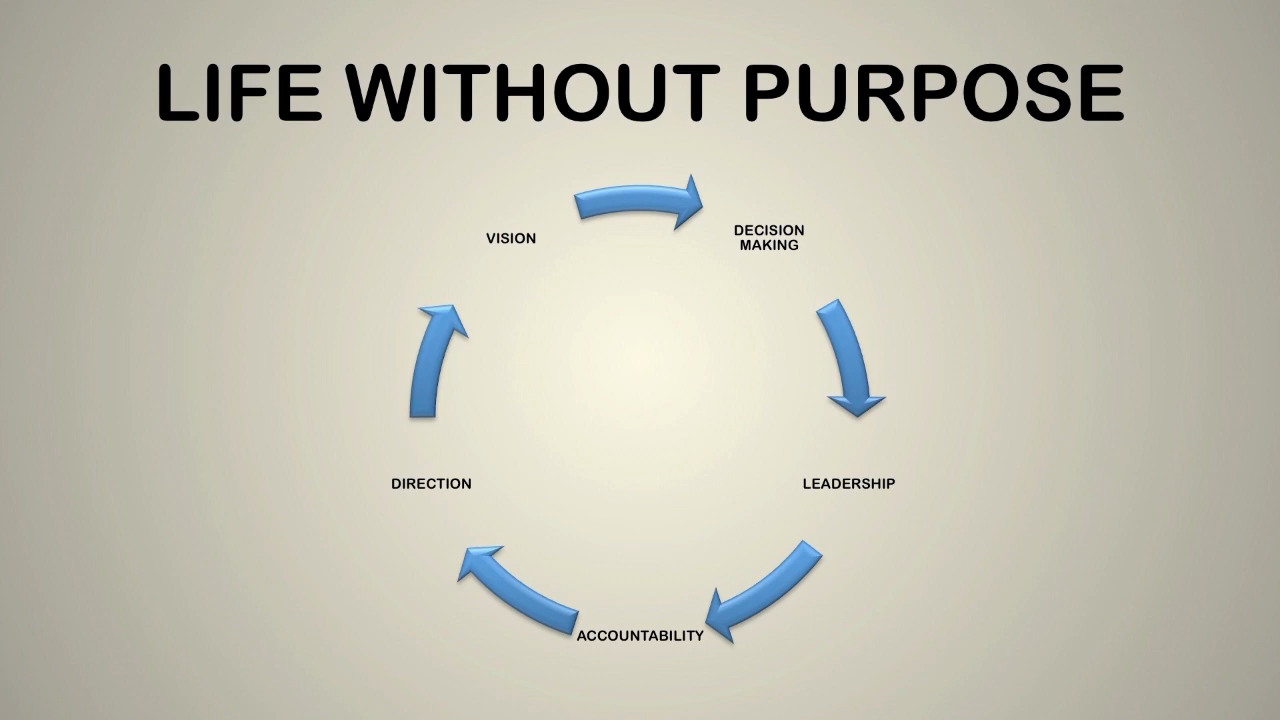 LIFE WITHOUT PURPOSE
VISION
DECISION
MAKING
LEADERSHIP
ACCOUNTABILITY
DIRECTION